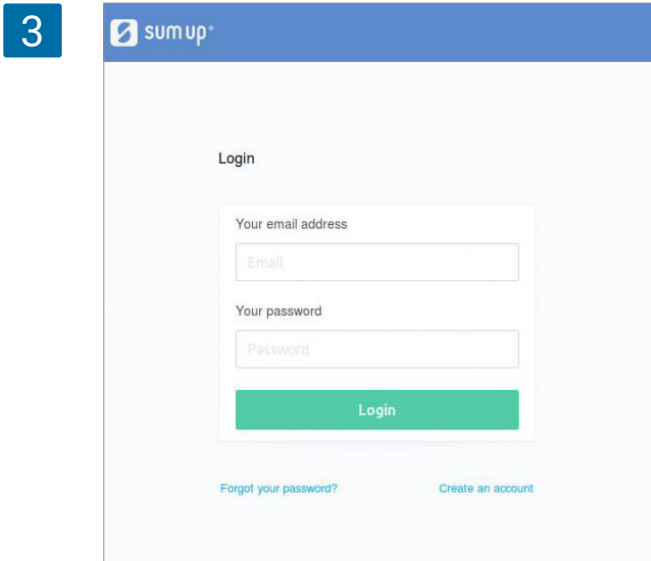 3
sumup®
Login
Your email address
Email
Your password
Password
Login
Forgot your password?
Create an account